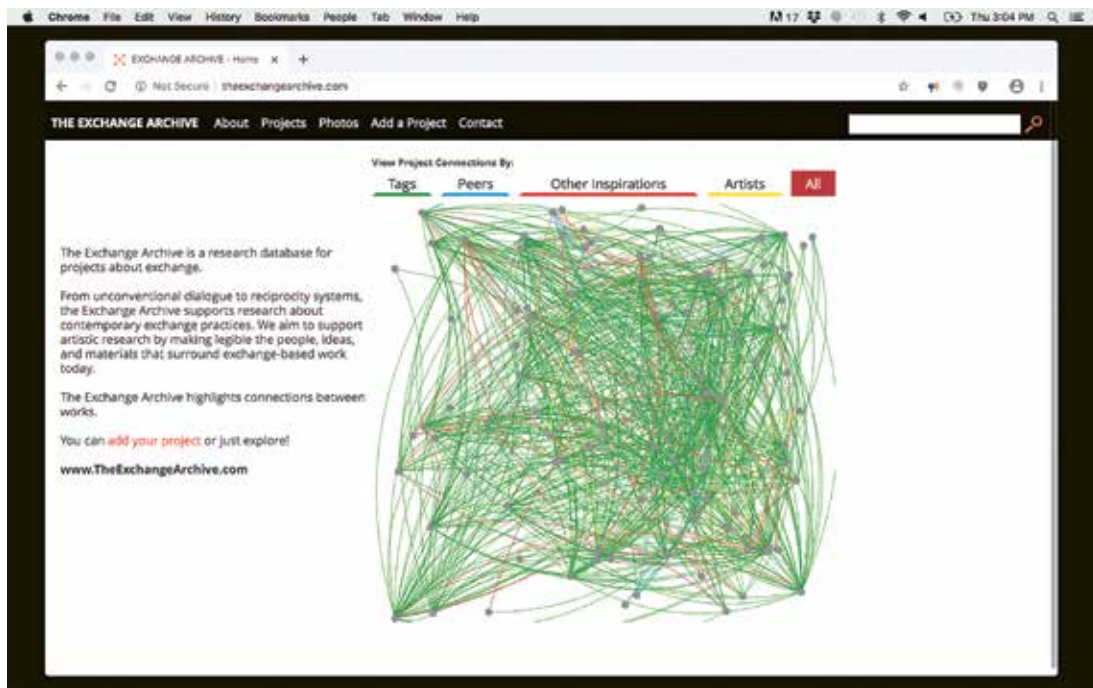 Chrome File Edit View History Bookmarks People Tab Window Help 17 Thu 3:04 PM
EXCHANGE ARCHIVE - Home x +
Not Secure theexchangearchive.com
THE EXCHANGE ARCHIVE About Projects Photos Add a Project Contact
View Project Connections By:
Tags Peers Other Inspirations Artists All
The Exchange Archive is a research database for
projects about exchange.
From unconventional dialogue to reciprocity systems,
the Exchange Archive supports research about
contemporary exchange practices. We aim to support
artistic research by making legible the people, ideas,
and materials that surround exchange-based work
today.
The Exchange Archive highlights connections between
works.
You can add your project or just explore!
www.TheExchangeArchive.com